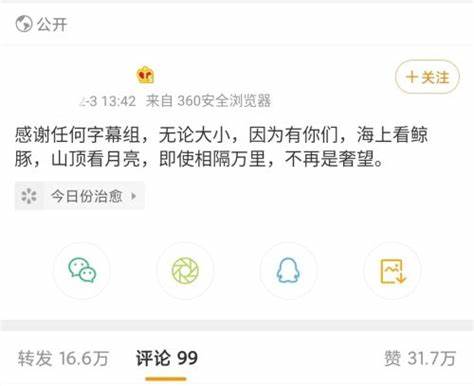 公开
+关注
-3 13:42 来自 360安全浏览器
感谢任何字幕组，无论大小，因为有你们，海上看鲸
豚，山顶看月亮，即使相隔万里，不再是奢望。
今日份治愈
转发 16.6万 评论 99 赞 31.7万